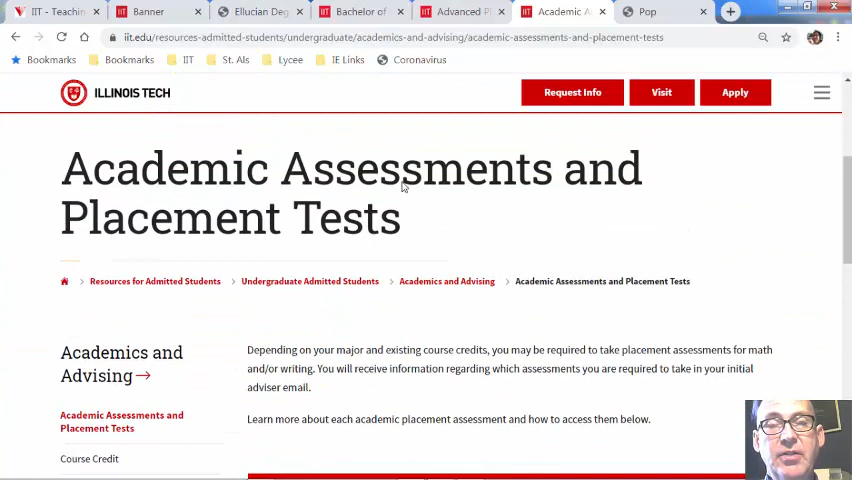 IIT - Teachin
Banner
Ellucian Deg
Bachelor of
Advanced Pl
Academic A
Pop
iit.edu/resources-admitted-students/undergraduate/academics-and-advising/academic-assessments-and-placement-tests
Bookmarks
Bookmarks
IIT
St. Als
Lycee
IE Links
Coronavirus
ILLINOIS TECH
Request Info
Visit
Apply
Academic Assessments and
Placement Tests
Resources for Admitted Students
Undergraduate Admitted Students
Academics and Advising
Academic Assessments and Placement Tests
Academics and
Advising
Depending on your major and existing course credits, you may be required to take placement assessments for math
and/or writing. You will receive information regarding which assessments you are required to take in your initial
adviser email.
Learn more about each academic placement assessment and how to access them below.
Academic Assessments and
Placement Tests
Course Credit